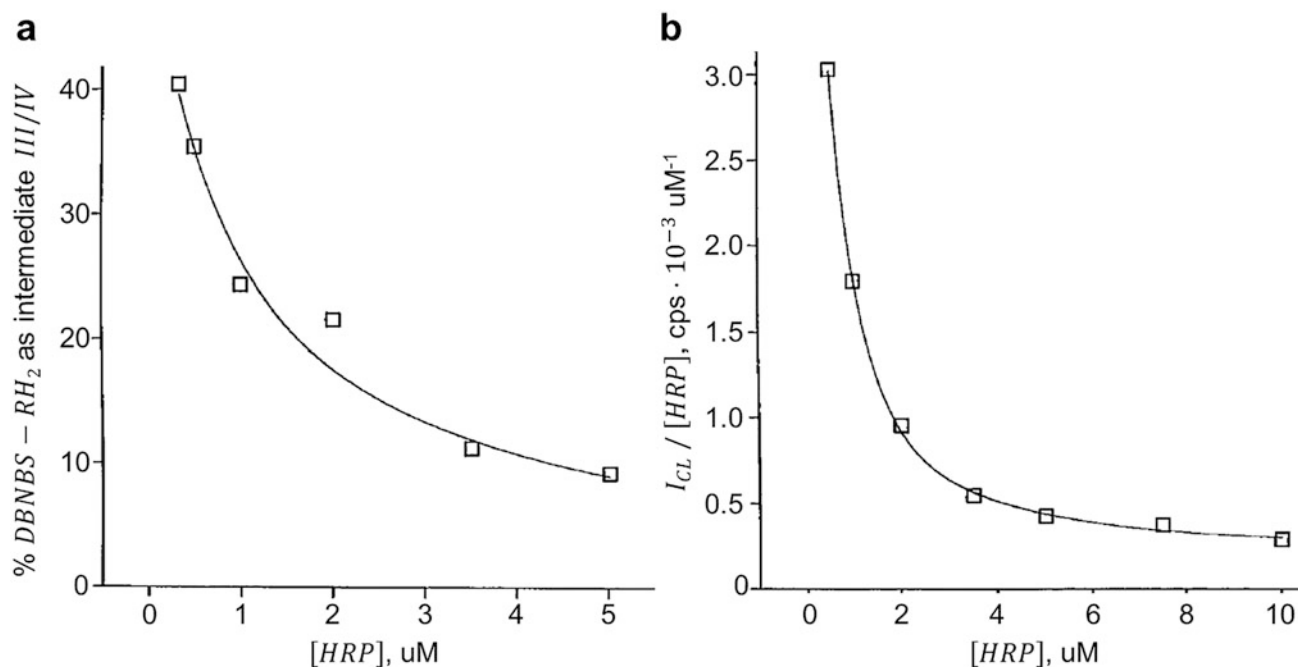 a
% DBNBS – RH₂ as intermediate III/IV
40
30
20
10
0
0 1 2 3 4 5
[HRP], uM
b
I_CL / [HRP], cps · 10⁻³ uM⁻¹
3.0
2.5
2.0
1.5
1.0
0.5
0
0 2 4 6 8 10
[HRP], uM